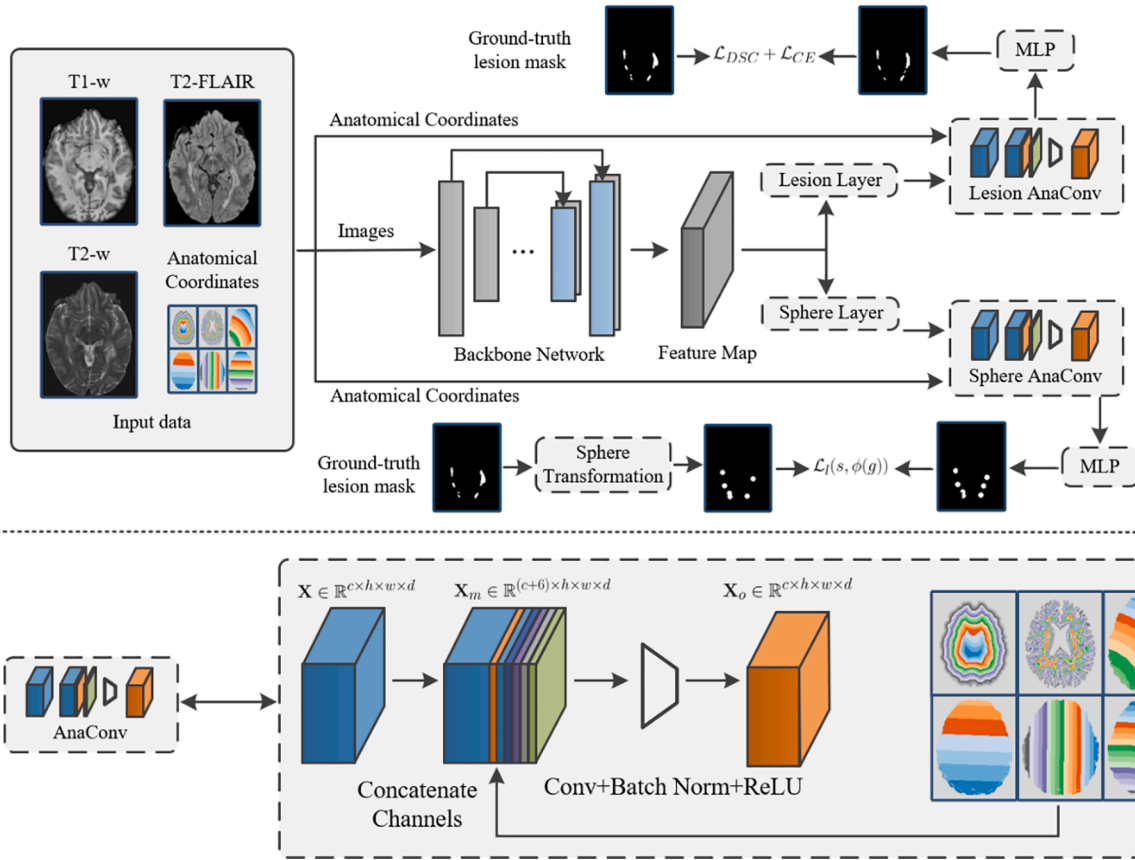 Ground-truth
lesion mask
$\mathcal{L}_{DSC} + \mathcal{L}_{CE}$
MLP
T1-w
T2-FLAIR
T2-w
Anatomical
Coordinates
Input data
Anatomical Coordinates
Images
Backbone Network
Feature Map
Lesion Layer
Sphere Layer
Lesion AnaConv
Sphere AnaConv
Anatomical Coordinates
Ground-truth
lesion mask
Sphere
Transformation
$\mathcal{L}_l(s, \phi(g))$
MLP
AnaConv
$\mathbf{X} \in \mathbb{R}^{c \times h \times w \times d}$
$\mathbf{X}_m \in \mathbb{R}^{(c+6) \times h \times w \times d}$
$\mathbf{X}_o \in \mathbb{R}^{c \times h \times w \times d}$
Concatenate
Channels
Conv+Batch Norm+ReLU